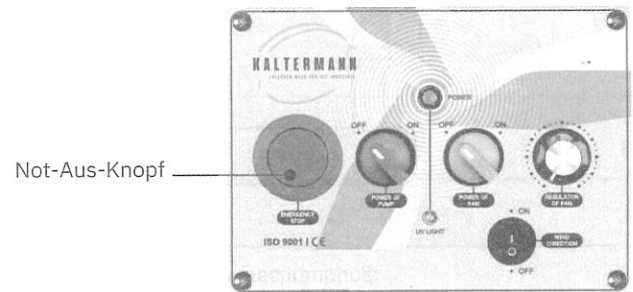 KALTERMANN
POWER
OFF
ON
OFF
ON
Not-Aus-Knopf
POWER OF
PUMP
POWER OF
FAN
REGULATOR
OF FAN
EMERGENCY
STOP
ON
UV LIGHT
ISO 9001 | CE
I
WIND
DIRECTION
O
OFF